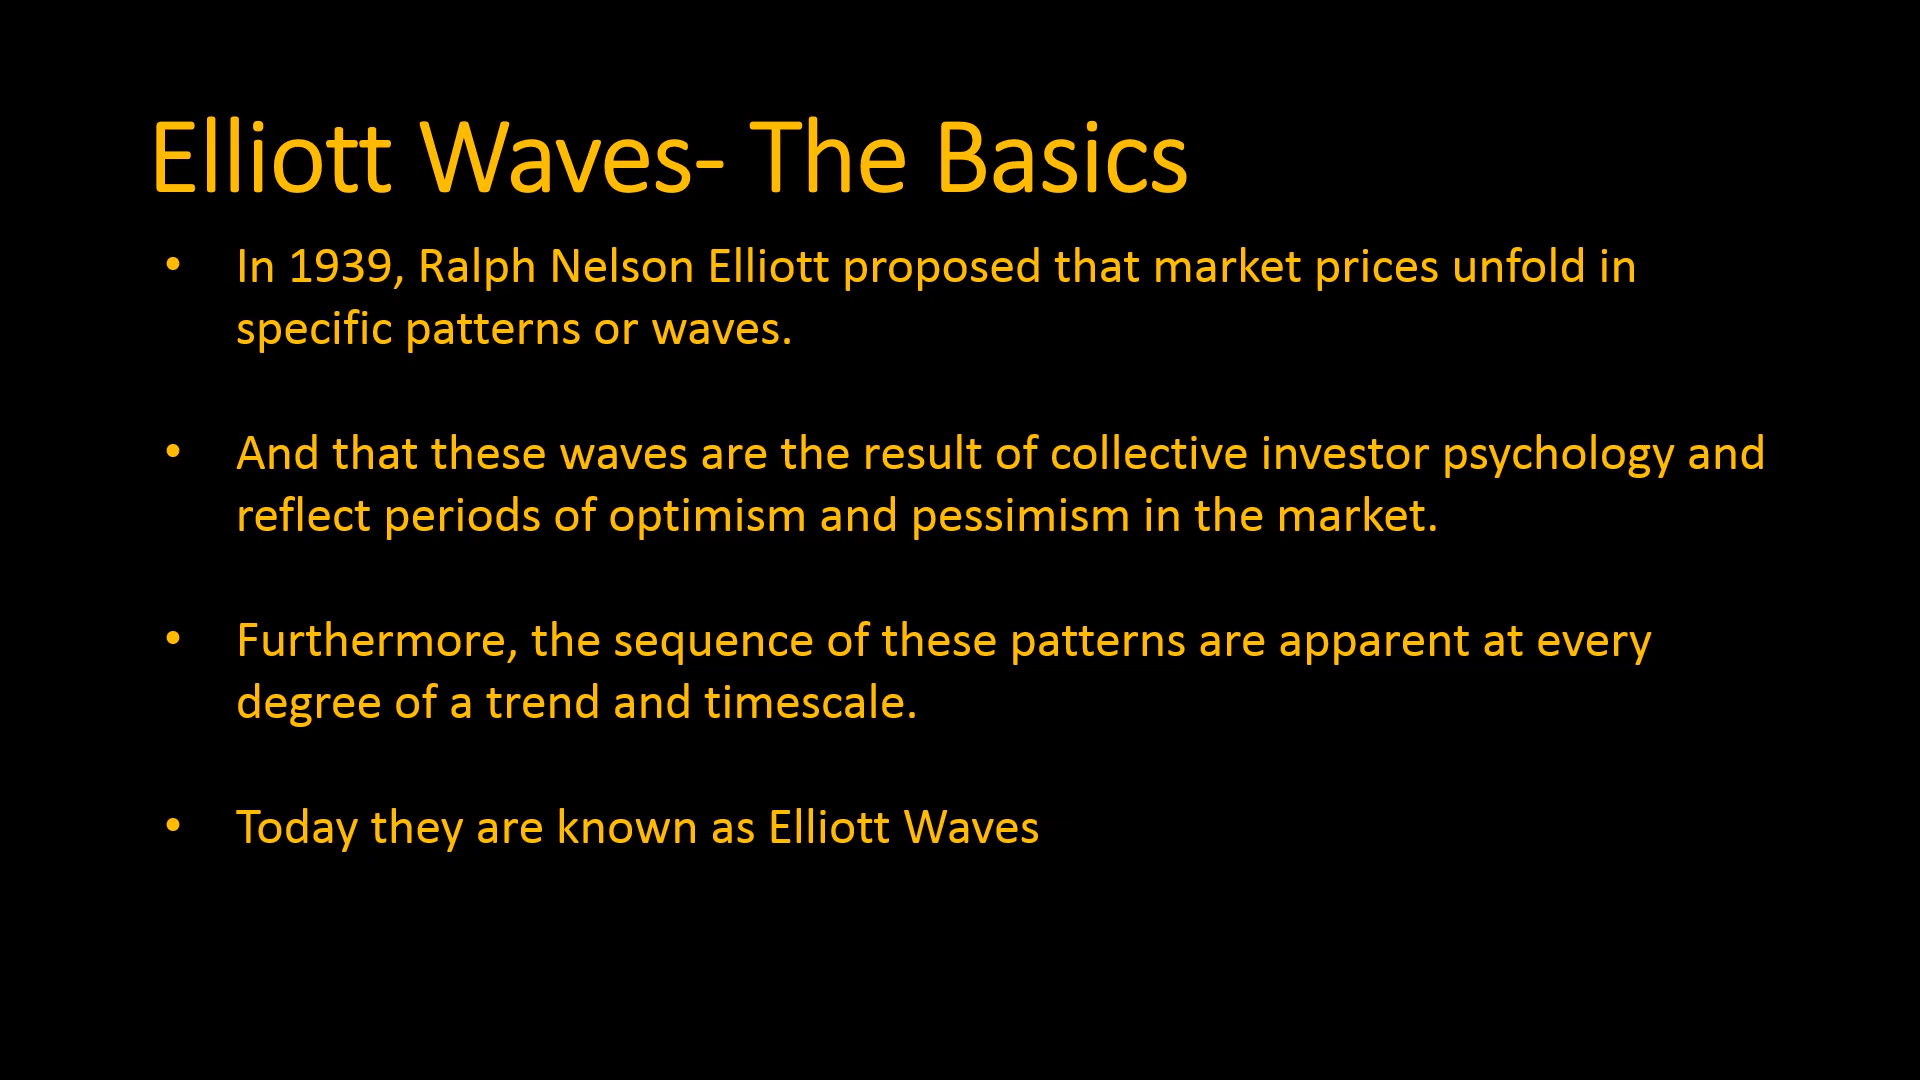 Elliott Waves- The Basics
• In 1939, Ralph Nelson Elliott proposed that market prices unfold in
specific patterns or waves.
• And that these waves are the result of collective investor psychology and
reflect periods of optimism and pessimism in the market.
• Furthermore, the sequence of these patterns are apparent at every
degree of a trend and timescale.
• Today they are known as Elliott Waves